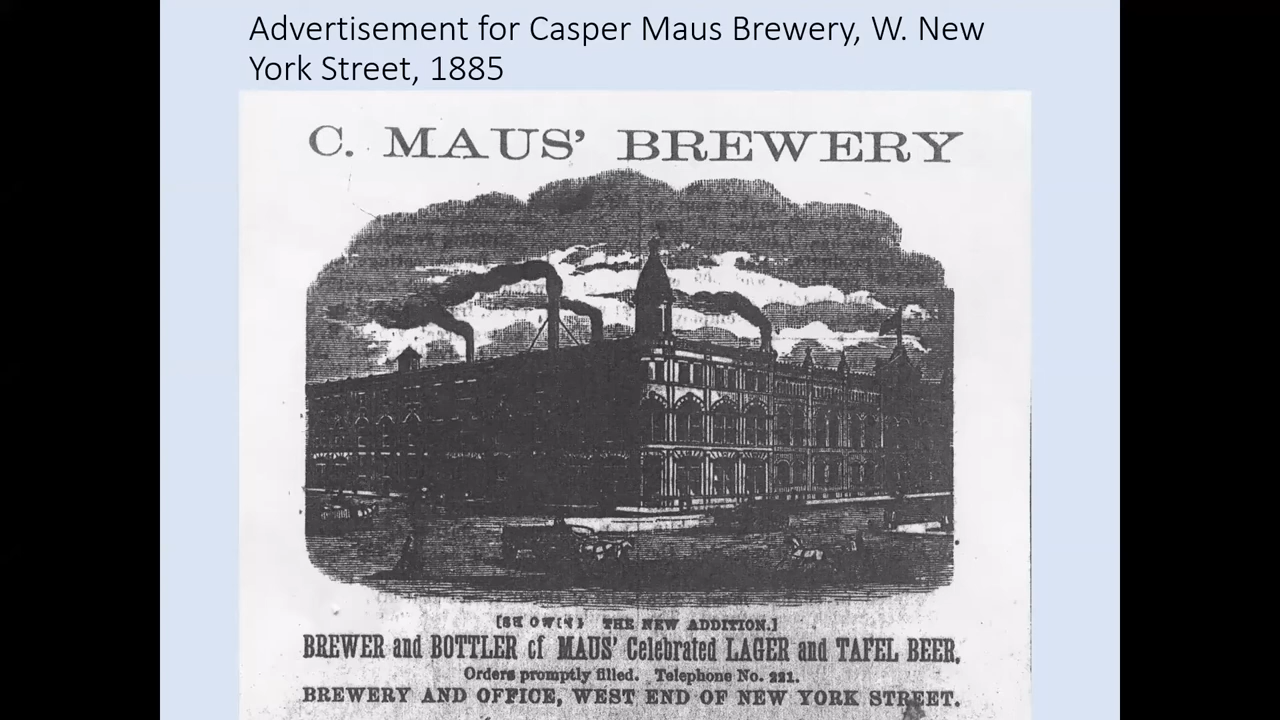 Advertisement for Casper Maus Brewery, W. New
York Street, 1885
C. MAUS' BREWERY
THE NEW ADDITION.]
BREWER and BOTTLER of MAUS' Celebrated LAGER and TAFEL BEER,
Orders promptly filled. Telephone No. 221.
BREWERY AND OFFICE, WEST END OF NEW YORK STREET.